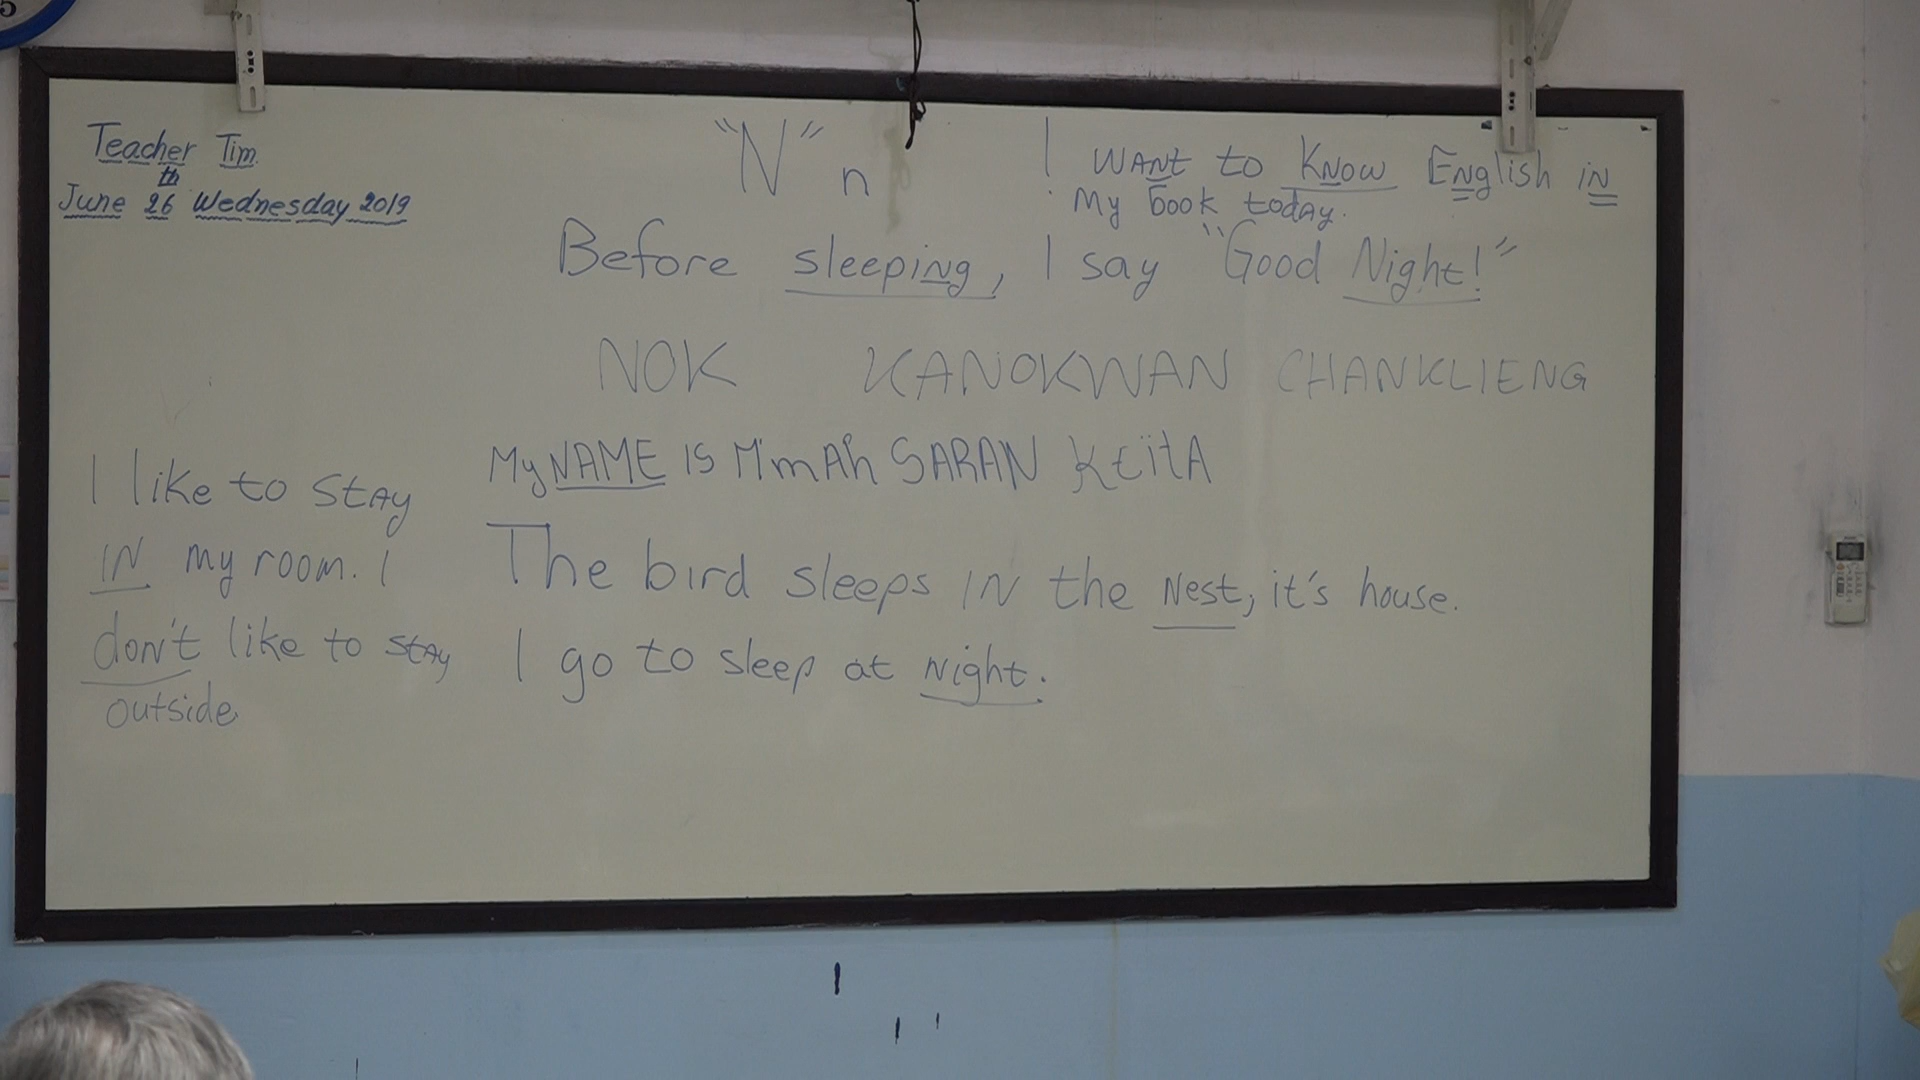 Teacher Tim
June 26th Wednesday 2019
"N" n
I WANt to KNow ENglish iN
My book today.
Before sleeping, I say "Good Night!"
NOK KANOKWAN CHANKLIENG
My NAME IS M'mAh SARAN KEïtA
I like to stay
IN my room. I
don't like to stay
outside.
The bird sleeps IN the Nest, it's house.
I go to sleep at Night.